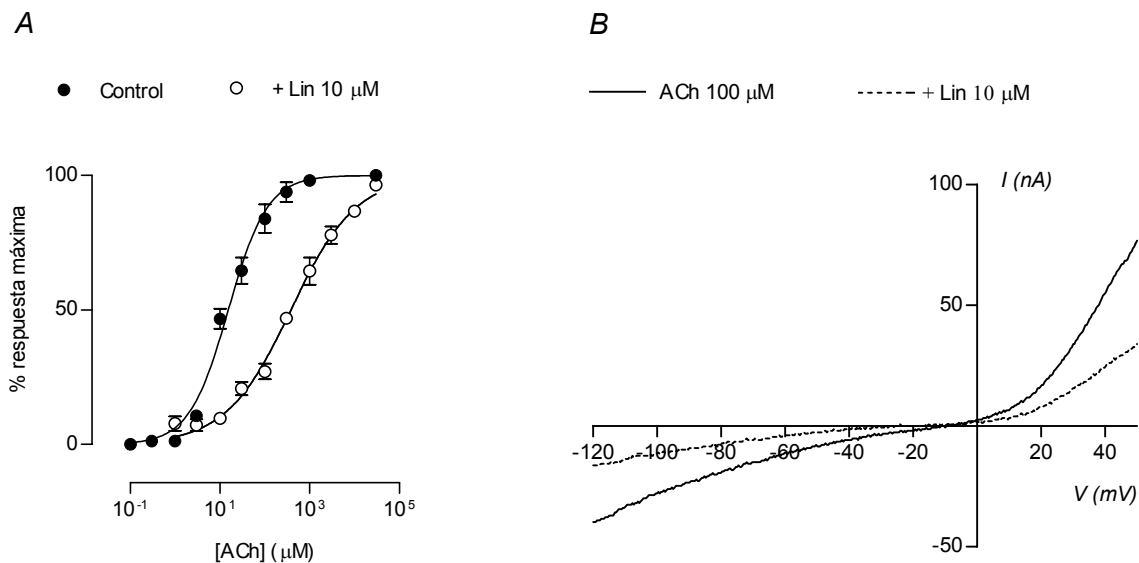 A
Control
+ Lin 10 μM
100
50
0
% respuesta máxima
10⁻¹ 10¹ 10³ 10⁵
[ACh] ( μM)
B
ACh 100 μM
+ Lin 10 μM
I (nA)
100
50
-120 -100 -80 -60 -40 -20 20 40
V (mV)
-50